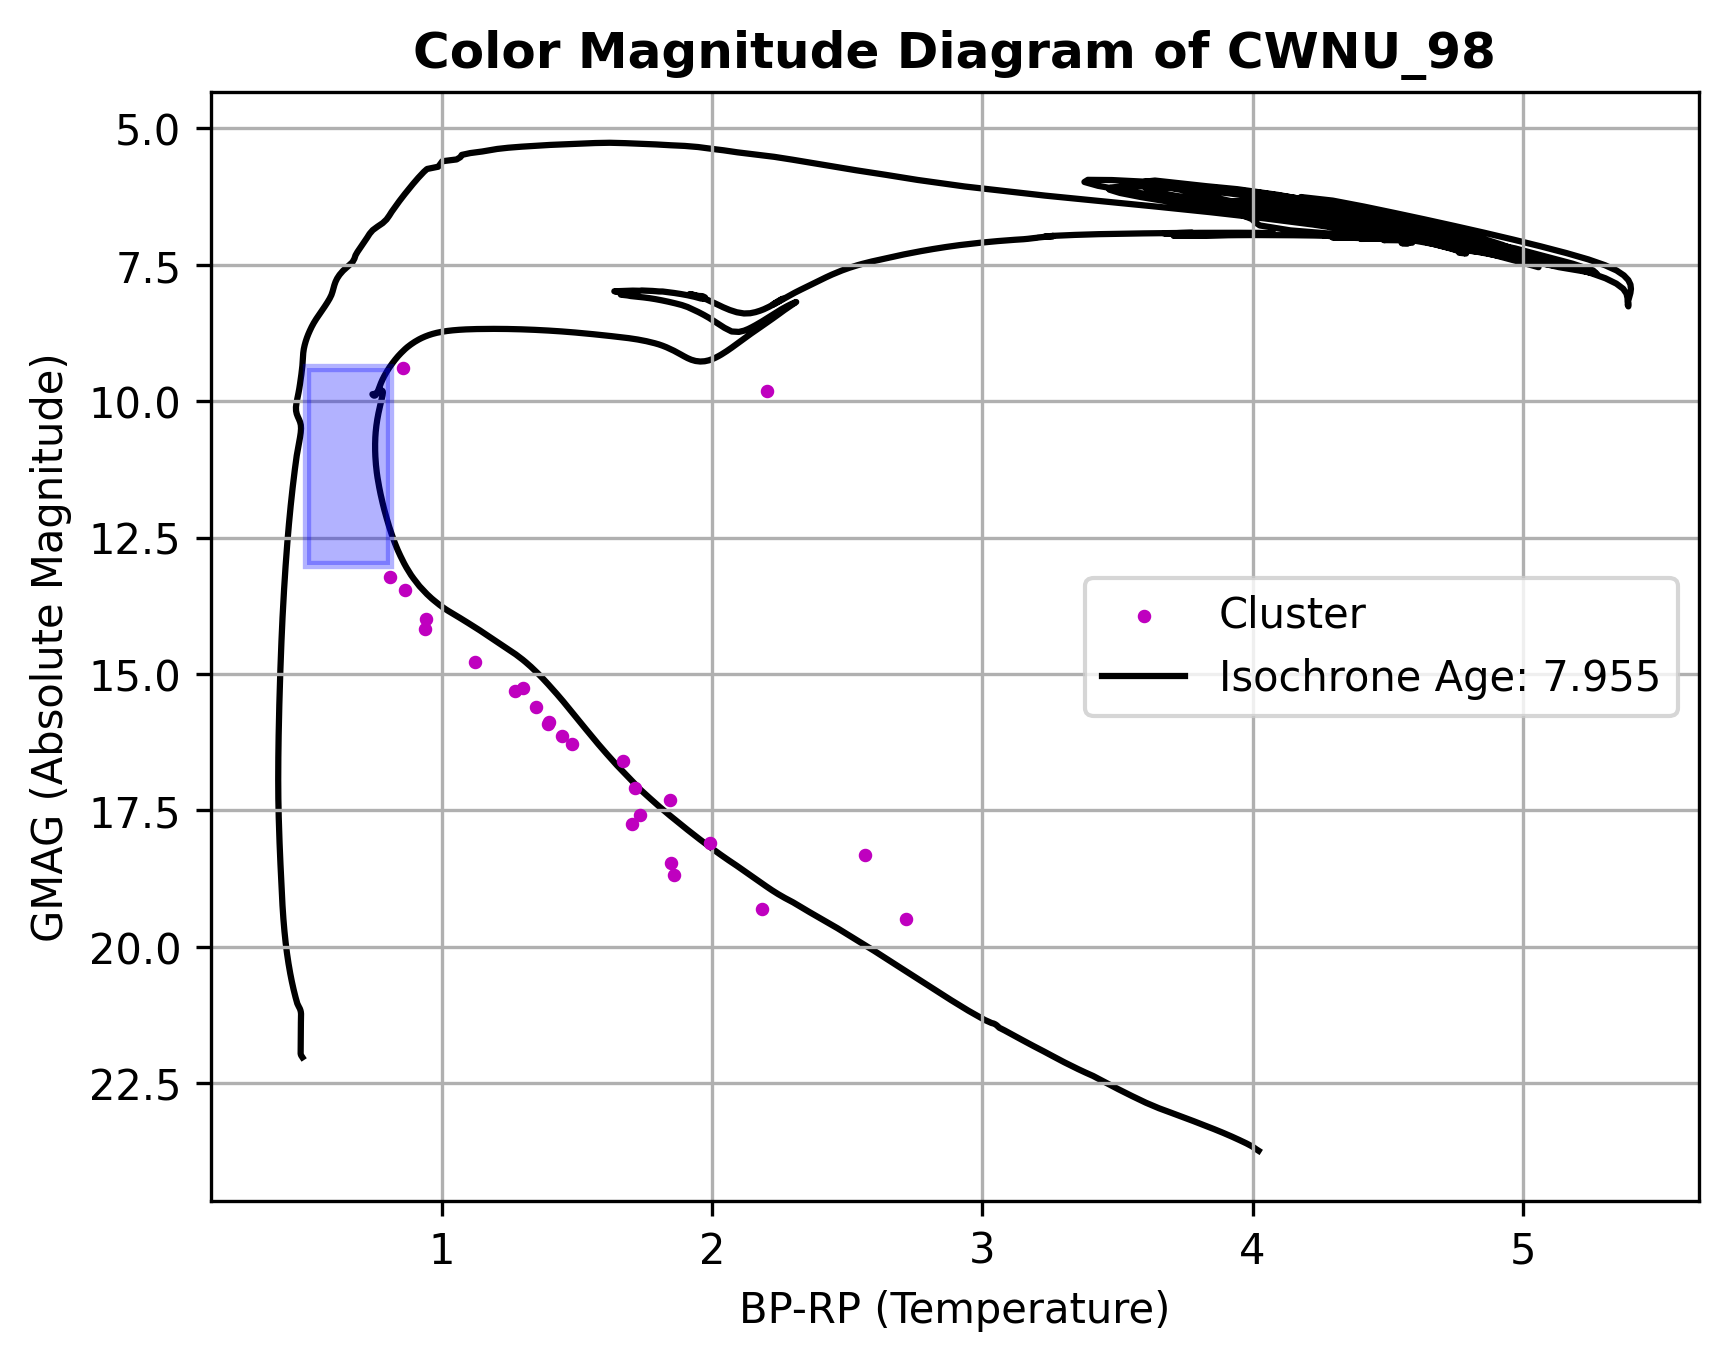 Color Magnitude Diagram of CWNU_98
GMAG (Absolute Magnitude)
5.0
7.5
10.0
12.5
15.0
17.5
20.0
22.5
Cluster
Isochrone Age: 7.955
1 2 3 4 5
BP-RP (Temperature)